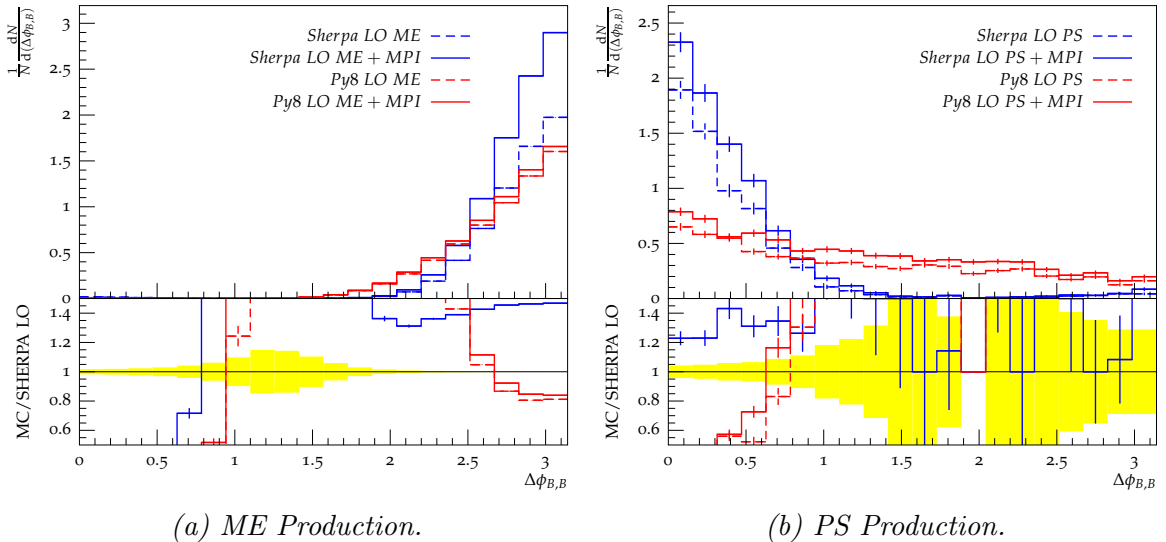 Sherpa LO ME
Sherpa LO ME + MPI
Py8 LO ME
Py8 LO ME + MPI
0
0.5
1
1.5
2
2.5
3
1/N dN/d(Δϕ_{B,B})
0.6
0.8
1
1.2
1.4
MC/SHERPA LO
0 0.5 1 1.5 2 2.5 3
Δϕ_{B,B}
(a) ME Production.
Sherpa LO PS
Sherpa LO PS + MPI
Py8 LO PS
Py8 LO PS + MPI
0
0.5
1
1.5
2
2.5
1/N dN/d(Δϕ_{B,B})
0.6
0.8
1
1.2
1.4
MC/SHERPA LO
0 0.5 1 1.5 2 2.5 3
Δϕ_{B,B}
(b) PS Production.